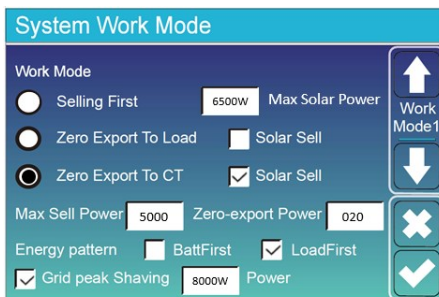 System Work Mode
Work Mode
Selling First 6500W Max Solar Power
Work Mode1
Zero Export To Load Solar Sell
Zero Export To CT Solar Sell
Max Sell Power 5000 Zero-export Power 020
Energy pattern BattFirst LoadFirst
Grid peak Shaving 8000W Power